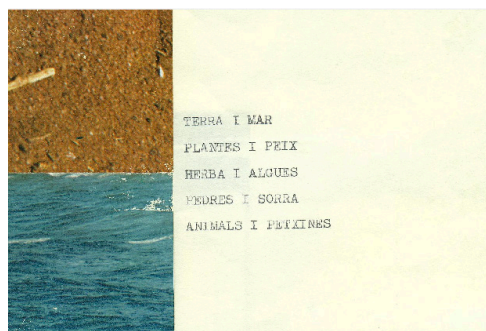 TERRA I MAR
PLANTES I PEIX
HERBA I ALGUES
PEDRES I SORRA
ANIMALS I PETXINES